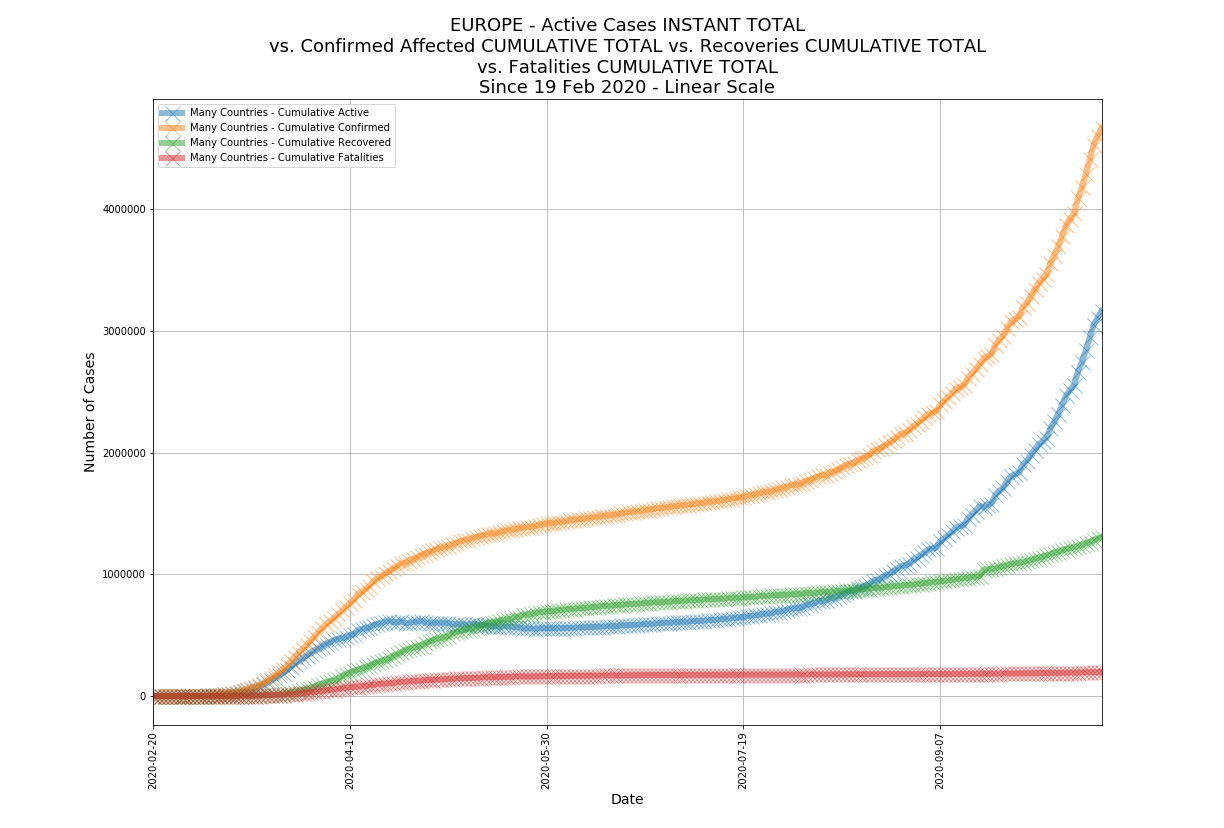 EUROPE - Active Cases INSTANT TOTAL
vs. Confirmed Affected CUMULATIVE TOTAL vs. Recoveries CUMULATIVE TOTAL
vs. Fatalities CUMULATIVE TOTAL
Since 19 Feb 2020 - Linear Scale
Many Countries - Cumulative Active
Many Countries - Cumulative Confirmed
Many Countries - Cumulative Recovered
Many Countries - Cumulative Fatalities
4000000
3000000
2000000
1000000
0
Number of Cases
2020-02-20
2020-04-10
2020-05-30
2020-07-19
2020-09-07
Date